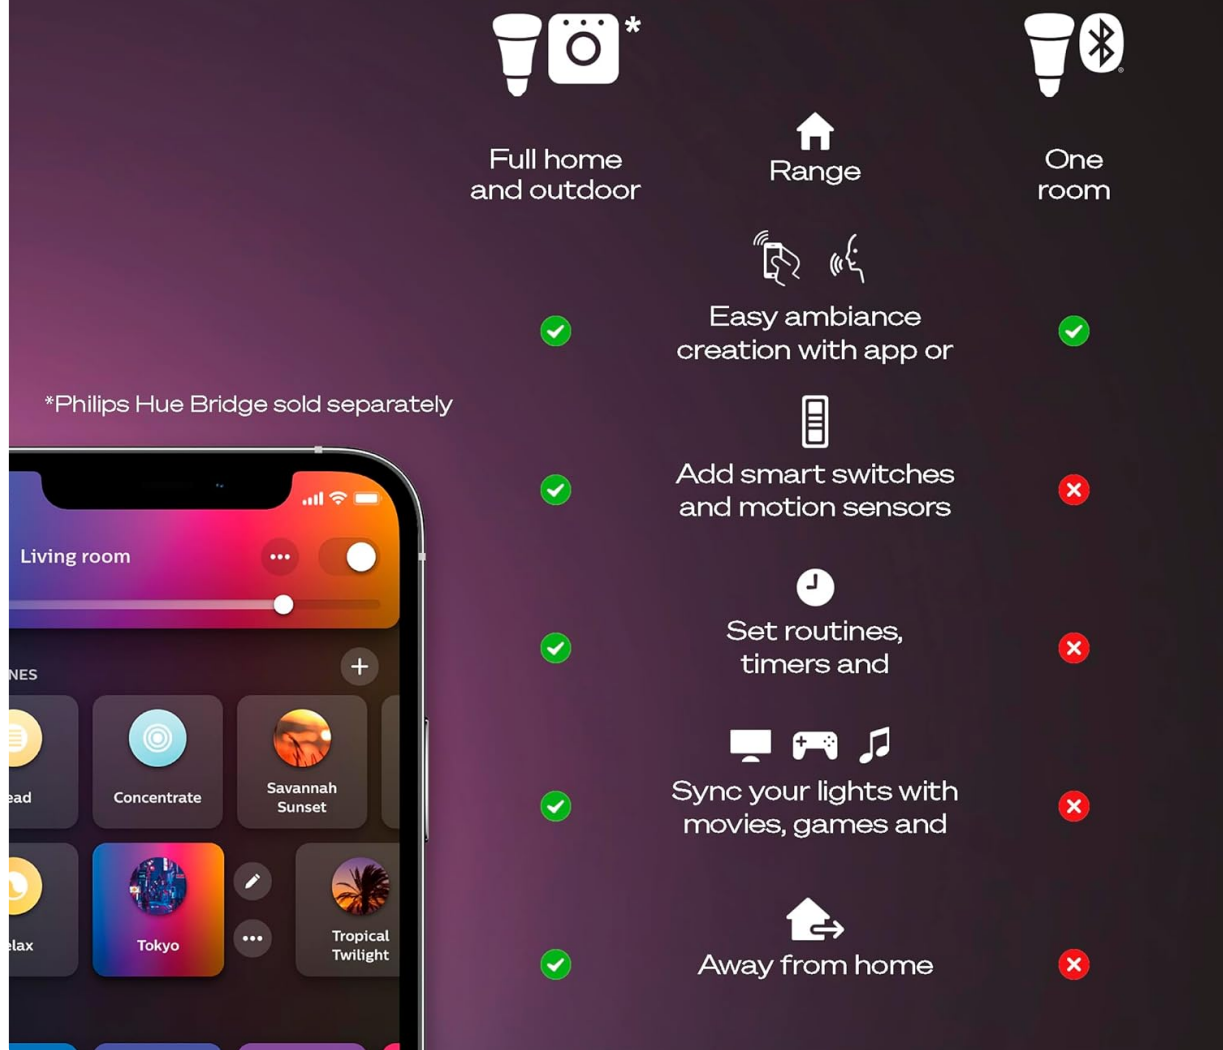 *
Full home
and outdoor
Range
One
room
Easy ambiance
creation with app or
*Philips Hue Bridge sold separately
Add smart switches
and motion sensors
Living room
Set routines,
timers and
NES
Concentrate
Savannah
Sunset
ead
Sync your lights with
movies, games and
Tokyo
Tropical
Twilight
elax
Away from home